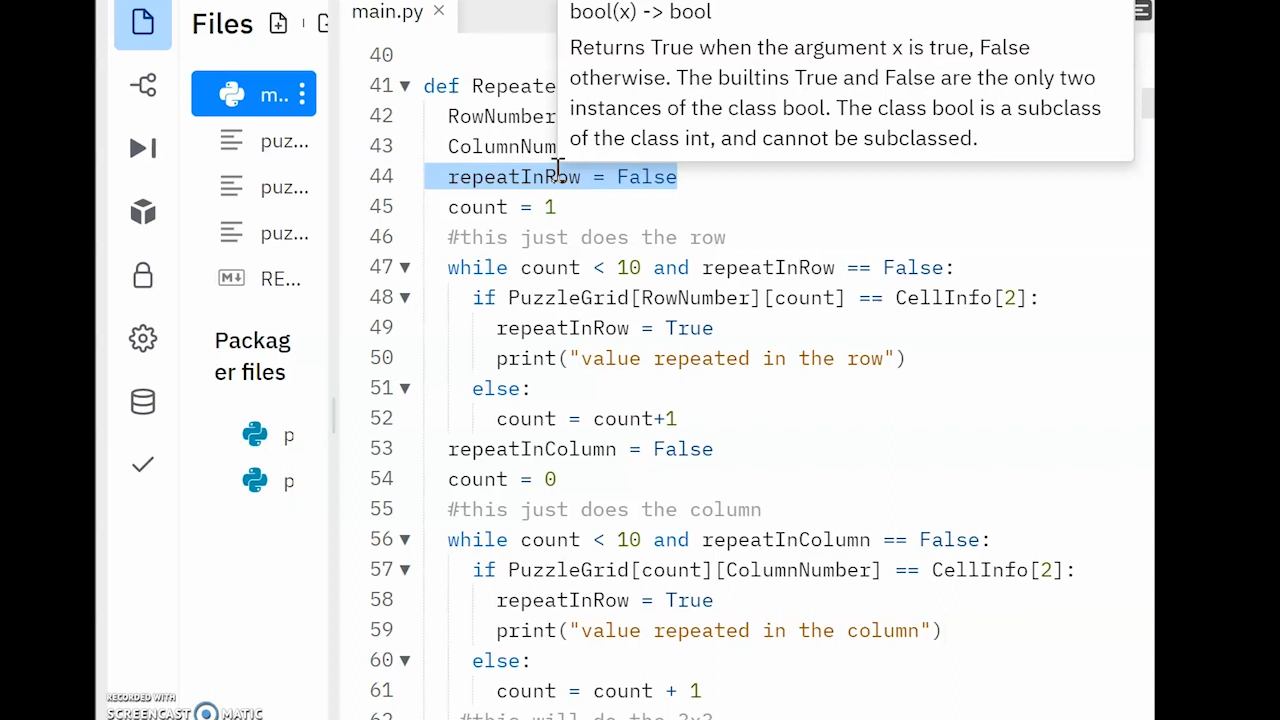 Files
m..
puz...
puz...
puz...
RE...
Packag
er files
p
p
main.py ×
bool(x) -> bool
Returns True when the argument x is true, False
otherwise. The builtins True and False are the only two
instances of the class bool. The class bool is a subclass
of the class int, and cannot be subclassed.
40
41 def Repeate
42 RowNumber
43 ColumnNum
44 repeatInRow = False
45 count = 1
46 #this just does the row
47 while count < 10 and repeatInRow == False:
48 if PuzzleGrid[RowNumber][count] == CellInfo[2]:
49 repeatInRow = True
50 print("value repeated in the row")
51 else:
52 count = count+1
53 repeatInColumn = False
54 count = 0
55 #this just does the column
56 while count < 10 and repeatInColumn == False:
57 if PuzzleGrid[count][ColumnNumber] == CellInfo[2]:
58 repeatInRow = True
59 print("value repeated in the column")
60 else:
61 count = count + 1
62 #this will do the 3x3
RECORDED WITH
SCREENCAST MATIC